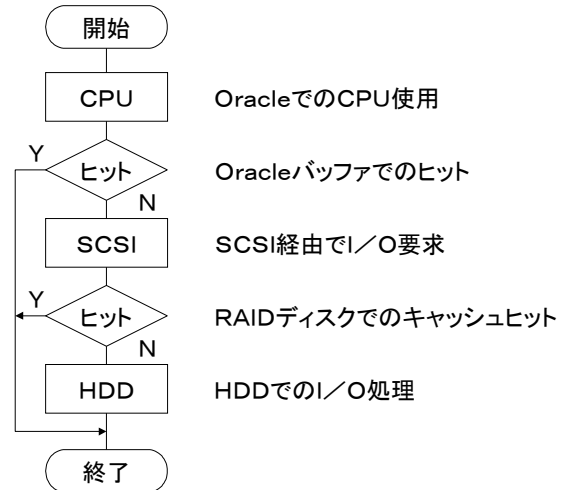 開始
CPU OracleでのCPU使用
Y
ヒット Oracleバッファでのヒット
N
SCSI SCSI経由でI／O要求
Y
ヒット RAIDディスクでのキャッシュヒット
N
HDD HDDでのI／O処理
終了